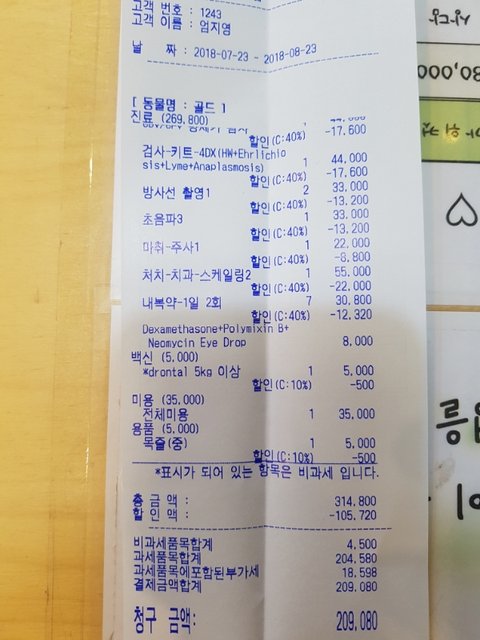 고객 번호 : 1243
고객 이름 : 엄지영
날 짜 : 2018-07-23 - 2018-08-23
[ 동물명 : 골드 1
진료 (269,800)
할인(C:40%) -17,600
검사-키트-4DX(HW+Ehrlichio
sis+Lyme+Anaplasmosis) 1 44,000
할인(C:40%) -17,600
방사선 촬영1 2 33,000
할인(C:40%) -13,200
초음파3 1 33,000
할인(C:40%) -13,200
마취-주사1 1 22,000
할인(C:40%) -8,800
처치-치과-스케일링2 1 55,000
할인(C:40%) -22,000
내복약-1일 2회 7 30,800
할인(C:40%) -12,320
Dexamethasone+Polymixin B+
Neomycin Eye Drop 8,000
백신 (5,000)
*drontal 5kg 이상 1 5,000
할인(C:10%) -500
미용 (35,000)
전체미용 1 35,000
용품 (5,000)
목줄(중) 1 5,000
할인(C:10%) -500
*표시가 되어 있는 항목은 비과세 입니다.
총 금 액 : 314,800
할 인 액 : -105,720
비과세품목합계 4,500
과세품목합계 204,580
과세품목에포함된부가세 18,598
결제금액합계 209,080
청구 금액: 209,080